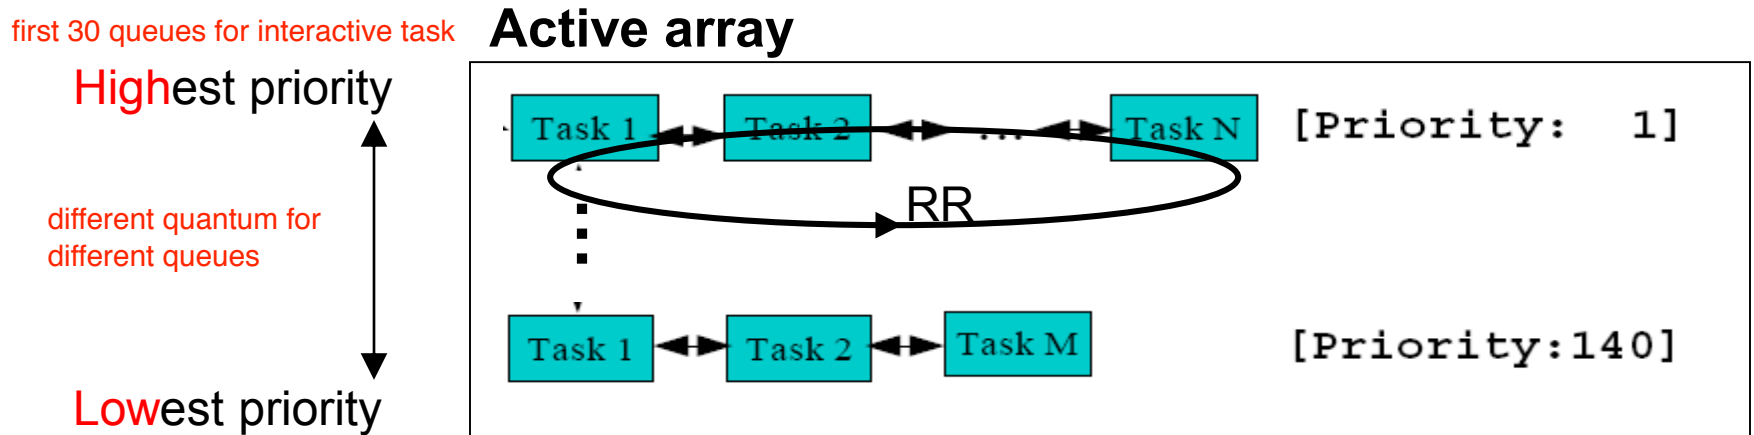 first 30 queues for interactive task
Active array
Highest priority
Task 1 Task 2 ... Task N [Priority: 1]
RR
different quantum for
different queues
Task 1 Task 2 Task M [Priority:140]
Lowest priority